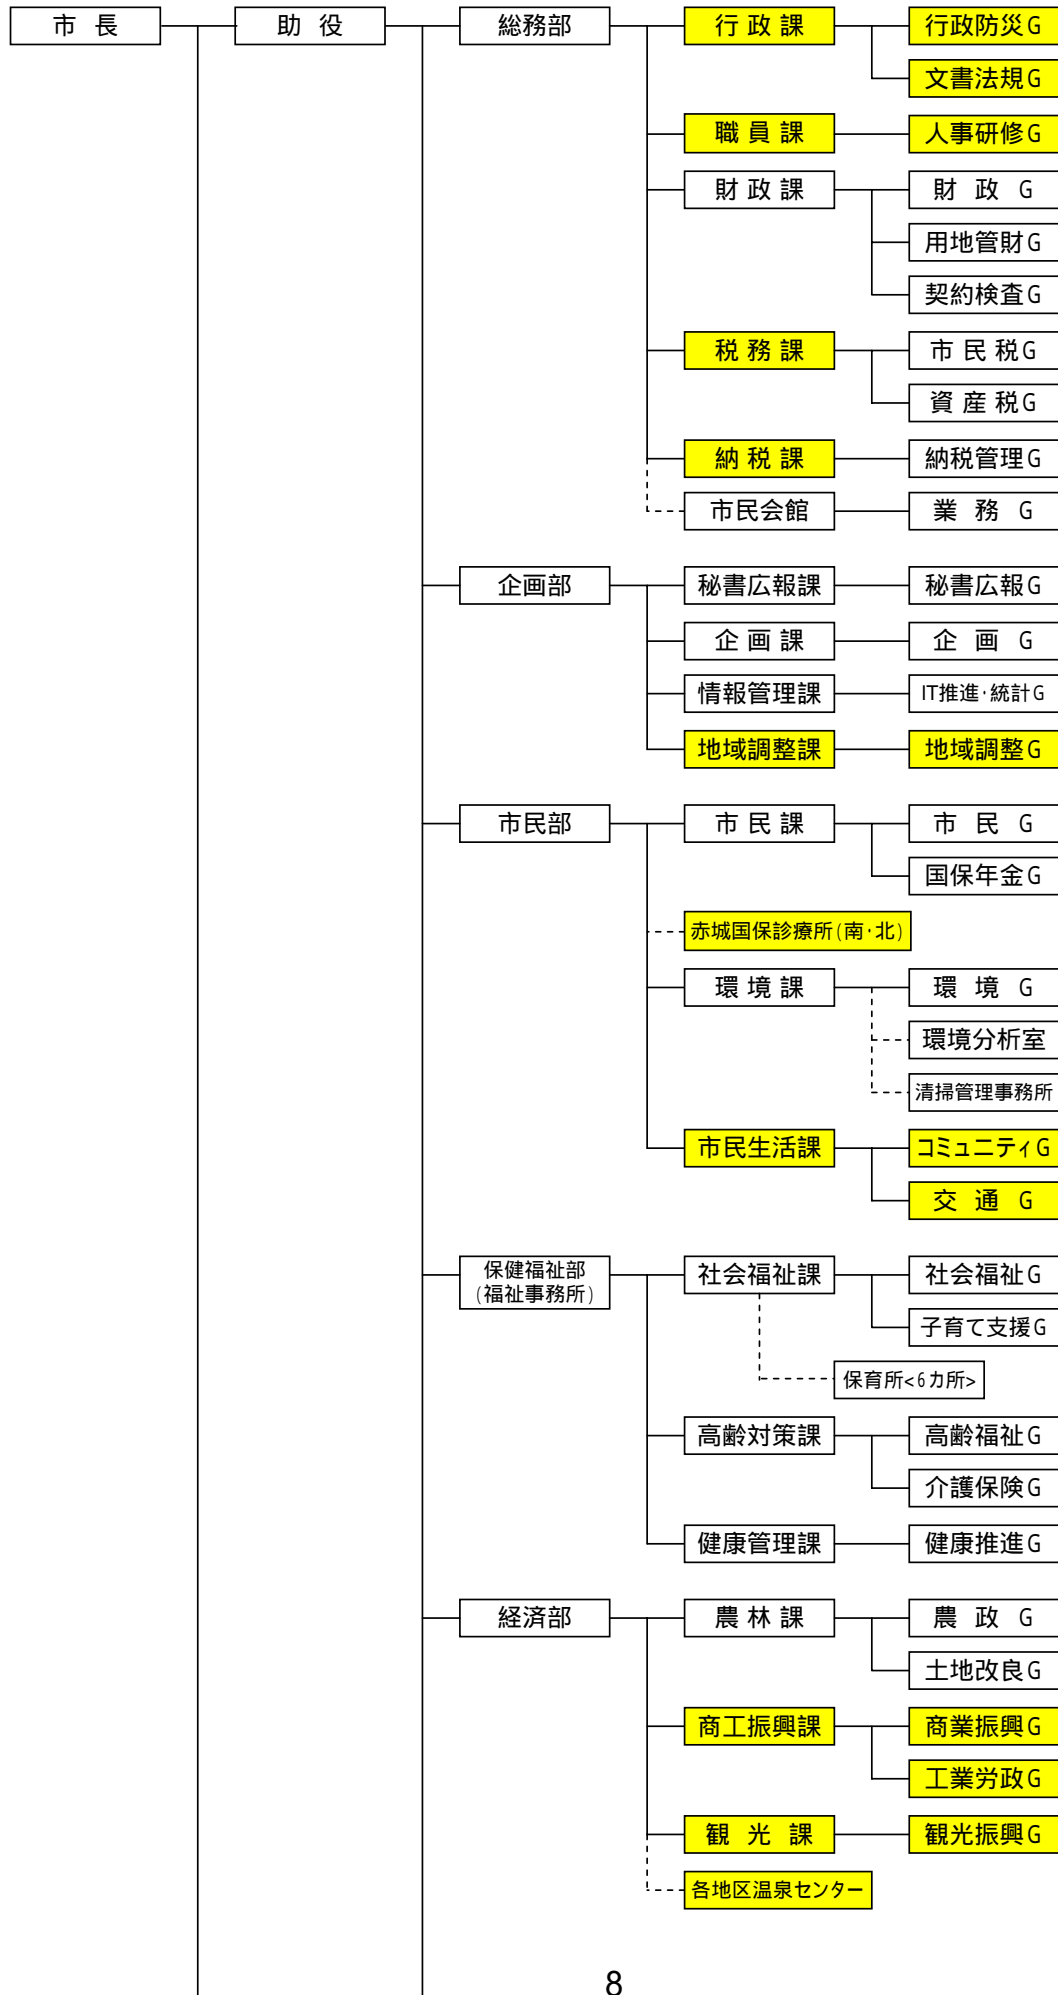 市 長 助 役 総務部 行 政 課 行政防災G
文書法規G
職 員 課 人事研修G
財 政 課 財 政 G
用地管財G
契約検査G
税 務 課 市 民 税G
資 産 税G
納 税 課 納税管理G
市民会館 業 務 G
企画部 秘書広報課 秘書広報G
企 画 課 企 画 G
情報管理課 IT推進・統計G
地域調整課 地域調整G
市民部 市 民 課 市 民 G
国保年金G
赤城国保診療所(南・北)
環 境 課 環 境 G
環境分析室
清掃管理事務所
市民生活課 コミュニティG
交 通 G
保健福祉部
(福祉事務所) 社会福祉課 社会福祉G
子育て支援G
保育所<6カ所>
高齢対策課 高齢福祉G
介護保険G
健康管理課 健康推進G
経済部 農 林 課 農 政 G
土地改良G
商工振興課 商業振興G
工業労政G
観 光 課 観光振興G
各地区温泉センター
8